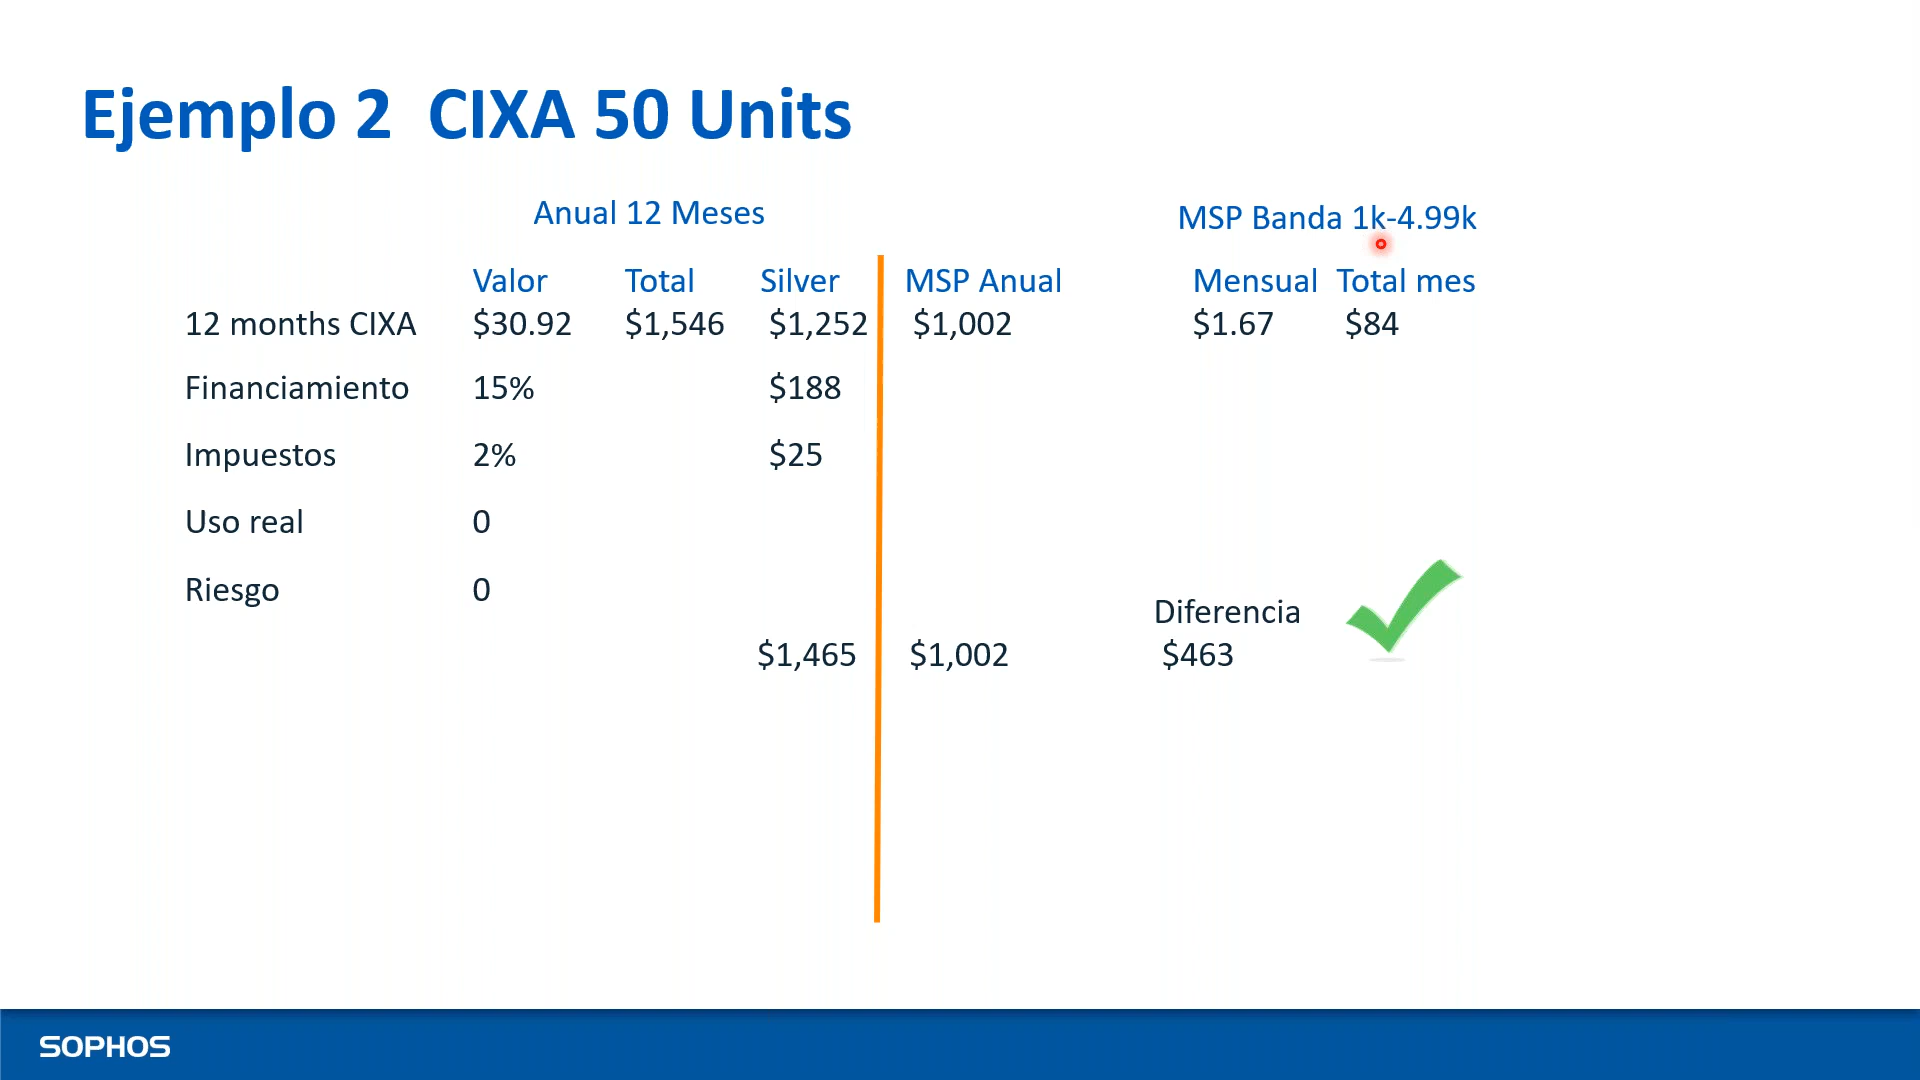 Ejemplo 2 CIXA 50 Units
Anual 12 Meses
MSP Banda 1k-4.99k
Valor Total Silver MSP Anual Mensual Total mes
12 months CIXA $30.92 $1,546 $1,252 $1,002 $1.67 $84
Financiamiento 15% $188
Impuestos 2% $25
Uso real 0
Riesgo 0
Diferencia
$1,465 $1,002 $463
SOPHOS